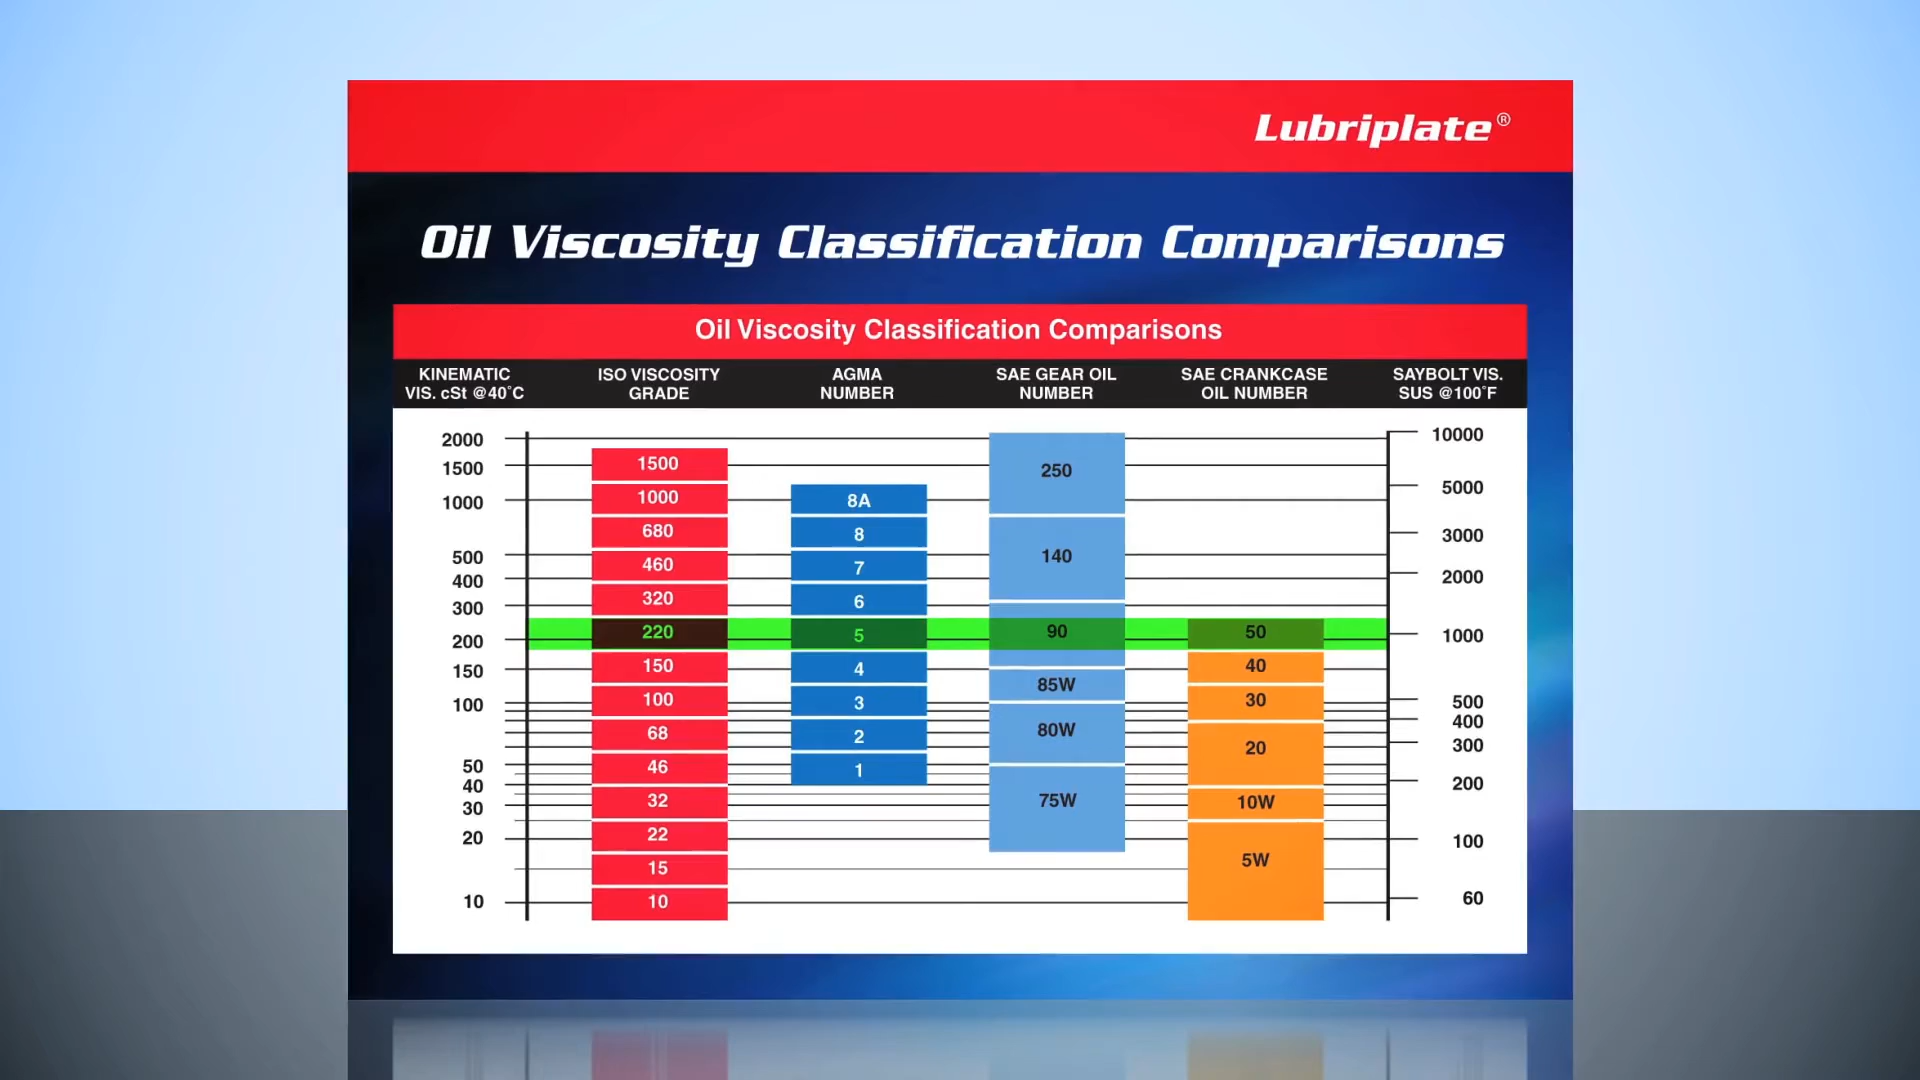 Lubriplate®
Oil Viscosity Classification Comparisons
Oil Viscosity Classification Comparisons
KINEMATIC
VIS. cSt @40°C
ISO VISCOSITY
GRADE
AGMA
NUMBER
SAE GEAR OIL
NUMBER
SAE CRANKCASE
OIL NUMBER
SAYBOLT VIS.
SUS @100°F
2000
1500
1000
500
400
300
200
150
100
50
40
30
20
10
1500
1000
680
460
320
220
150
100
68
46
32
22
15
10
8A
8
7
6
5
4
3
2
1
250
140
90
85W
80W
75W
50
40
30
20
10W
5W
10000
5000
3000
2000
1000
500
400
300
200
100
60